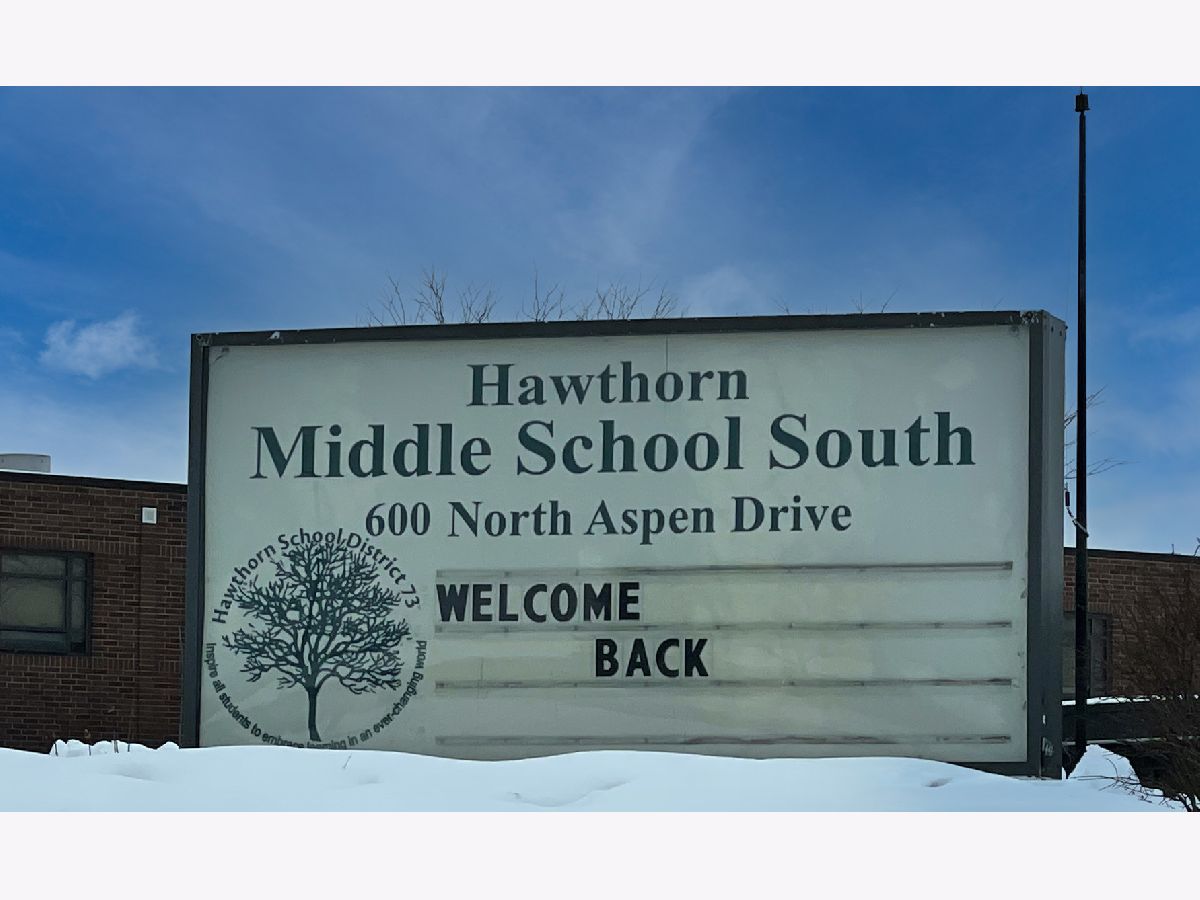 Hawthorn
Middle School South
600 North Aspen Drive
Hawthorn School District 73
Inspire all students to embrace learning in an ever-changing world
WELCOME
BACK